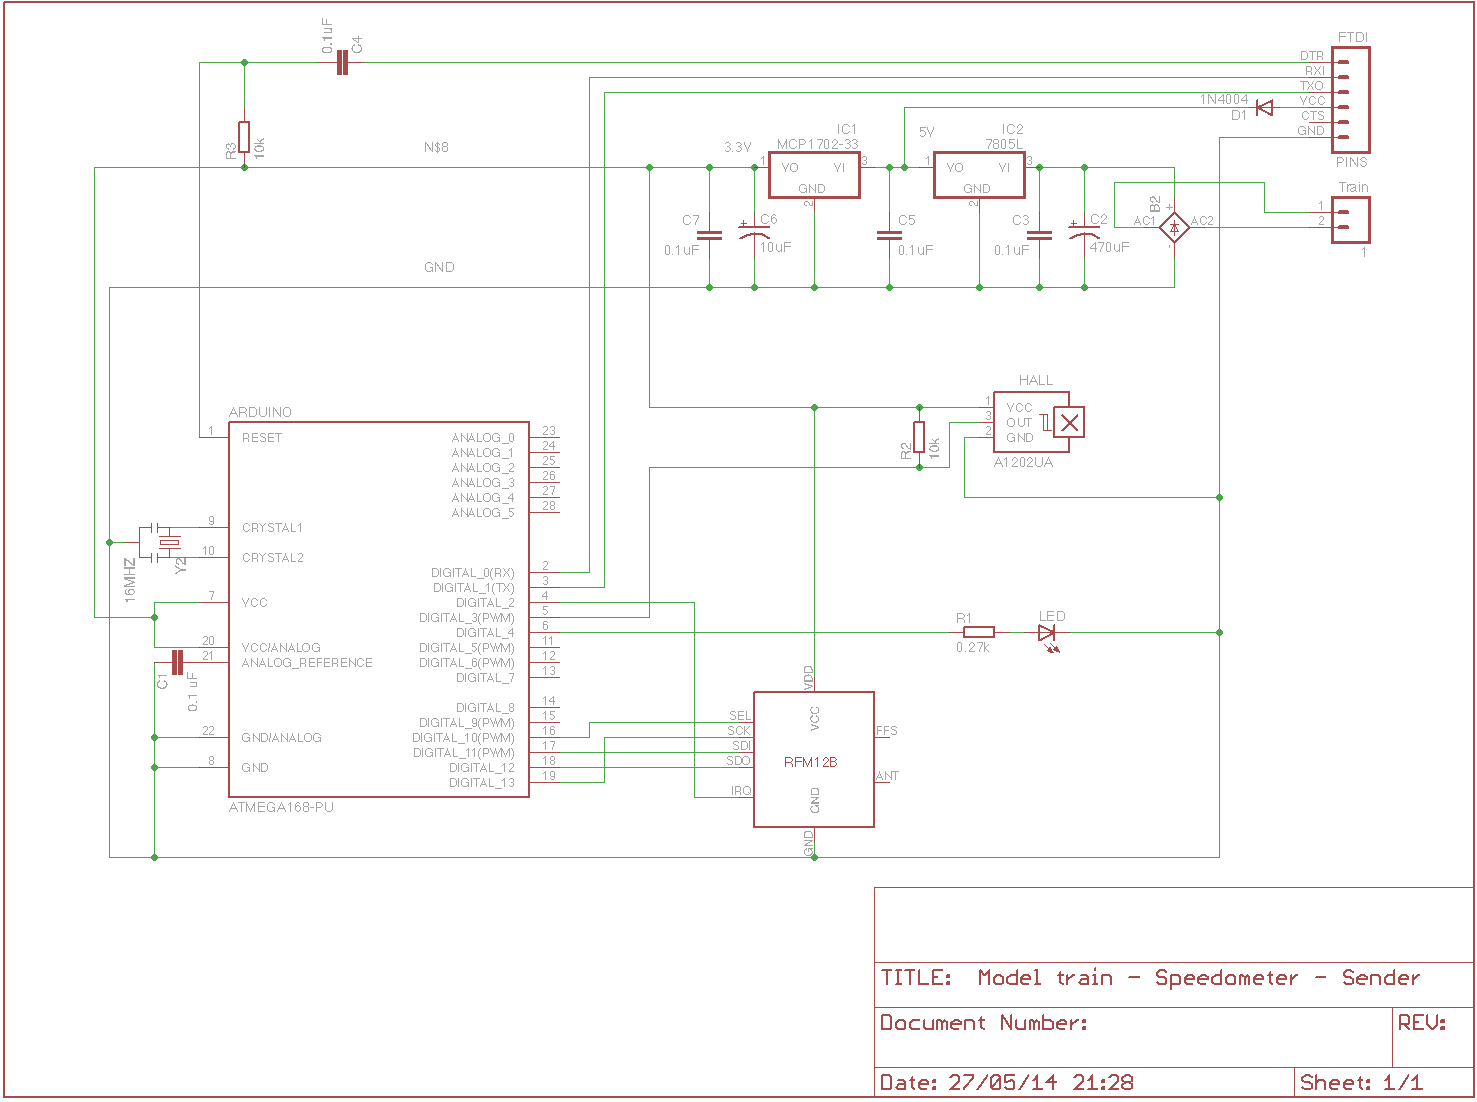 FTDI
0.1uF
C4
DTR
RXI
TXO
VCC
CTS
GND
1N4004
D1
PINS
R3
10k
N$8
3.3V
IC1
MCP1702-33
1
VO
VI
3
GND
2
5V
IC2
7805L
1
VO
VI
3
GND
2
Train
1
2
1
C7
0.1uF
+
C6
10uF
C5
0.1uF
C3
0.1uF
+
C2
470uF
B2
+
AC1
AC2
-
GND
HALL
1
VCC
3
OUT
2
GND
A1202UA
R2
10k
ARDUINO
1
RESET
9
CRYSTAL1
10
CRYSTAL2
16MHZ
Y2
7
VCC
20
VCC/ANALOG
21
ANALOG_REFERENCE
C1
0.1 uF
22
GND/ANALOG
8
GND
ANALOG_0
23
ANALOG_1
24
ANALOG_2
25
ANALOG_3
26
ANALOG_4
27
ANALOG_5
28
DIGITAL_0(RX)
2
DIGITAL_1(TX)
3
DIGITAL_2
4
DIGITAL_3(PWM)
5
DIGITAL_4
6
DIGITAL_5(PWM)
11
DIGITAL_6(PWM)
12
DIGITAL_7
13
DIGITAL_8
14
DIGITAL_9(PWM)
15
DIGITAL_10(PWM)
16
DIGITAL_11(PWM)
17
DIGITAL_12
18
DIGITAL_13
19
ATMEGA168-PU
R1
0.27k
LED
VDD
VCC
SEL
SCK
SDI
SDO
IRQ
RFM12B
FFS
ANT
GND
GND
TITLE: Model train - Speedometer - Sender
Document Number:
REV:
Date: 27/05/14 21:28
Sheet: 1/1